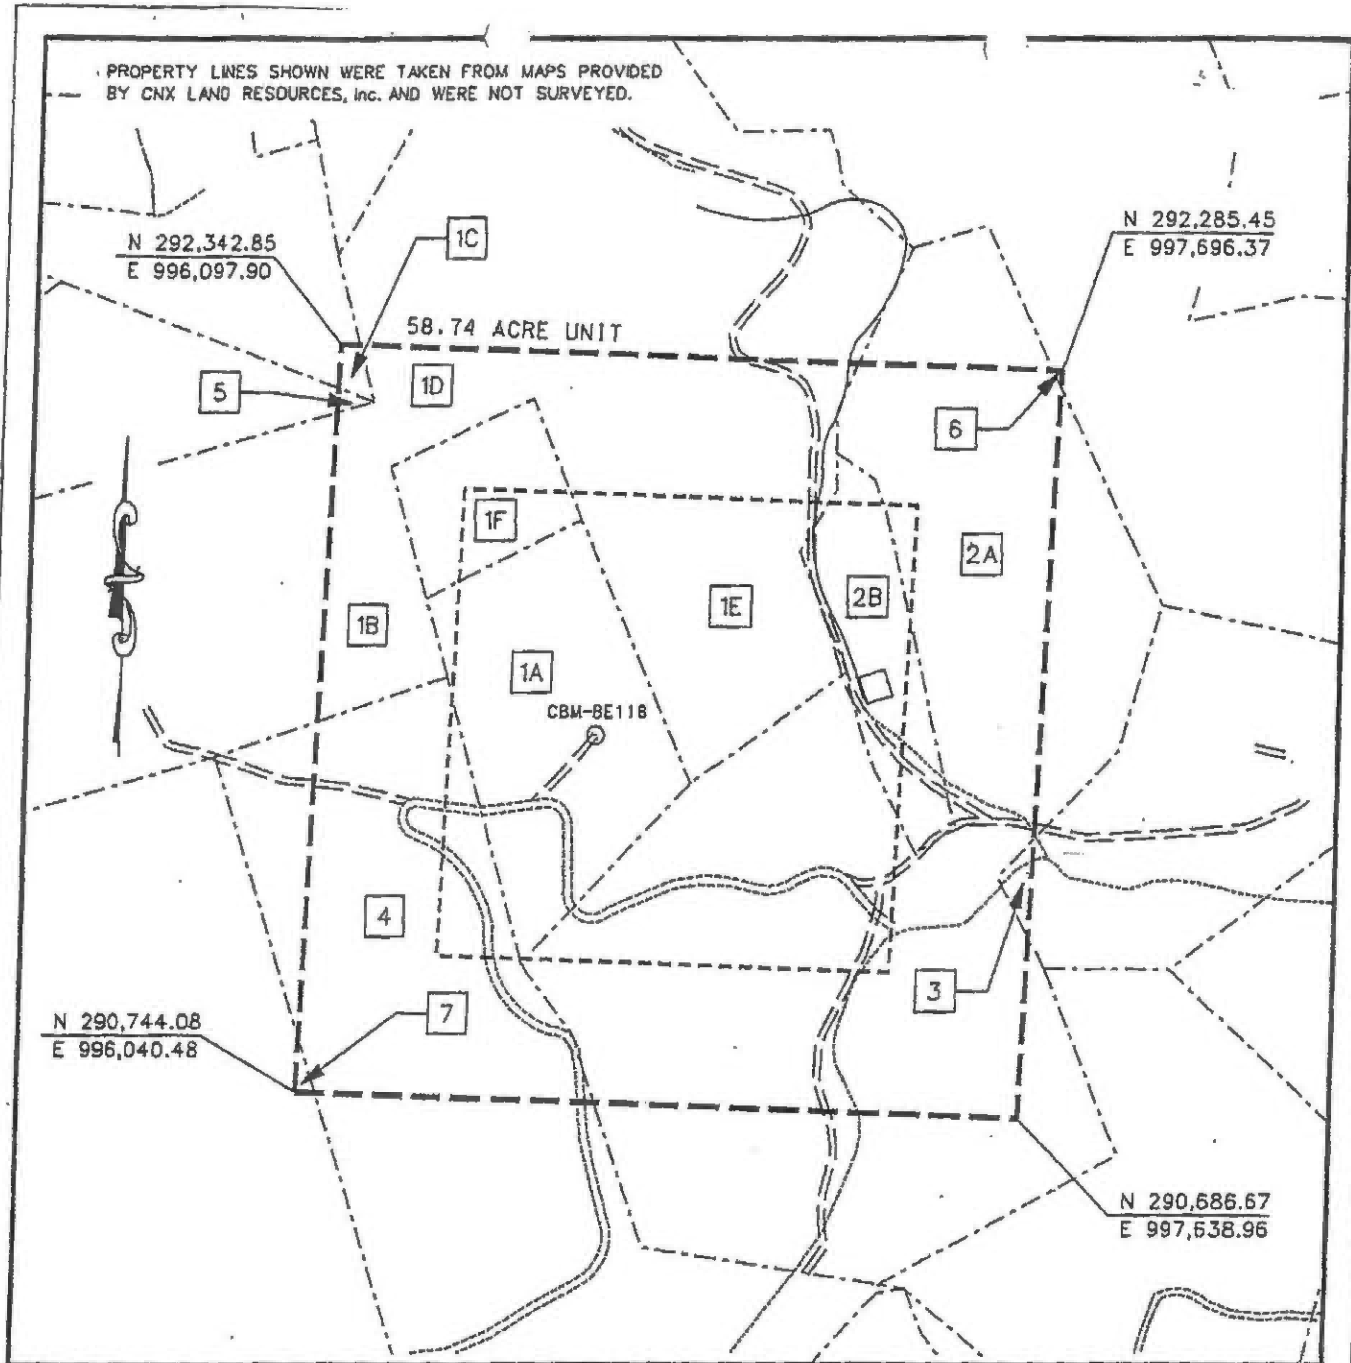 PROPERTY LINES SHOWN WERE TAKEN FROM MAPS PROVIDED
BY CNX LAND RESOURCES, Inc. AND WERE NOT SURVEYED.
N 292,342.85
E 996,097.90
1C
N 292,285.45
E 997,696.37
58.74 ACRE UNIT
5
1D
6
1F
2A
1E
2B
1B
1A
CBM-BE118
4
3
7
N 290,744.08
E 996,040.48
N 290,686.67
E 997,638.96